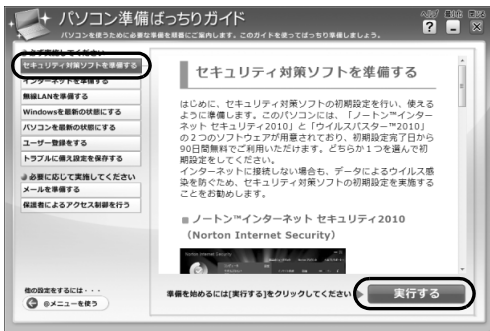 パソコン準備ばっちりガイド
パソコンを使うために必要な準備を順番にご案内します。このガイドを使ってばっちり準備しましょう。
ヘルプ 最小化 閉じる
必ず実施してください
セキュリティ対策ソフトを準備する
インターネットを準備する
無線LANを準備する
Windowsを最新の状態にする
パソコンを最新の状態にする
ユーザー登録をする
トラブルに備え設定を保存する
必要に応じて実施してください
メールを準備する
保護者によるアクセス制御を行う
他の設定をするには・・・
@メニューを使う
セキュリティ対策ソフトを準備する
はじめに、セキュリティ対策ソフトの初期設定を行い、使える
ように準備します。このパソコンには、「ノートン™インター
ネット セキュリティ2010」と「ウイルスバスター™2010」
の２つのソフトウェアが用意されており、初期設定完了日から
90日間無料でご利用いただけます。どちらか１つを選んで初
期設定をしてください。
インターネットに接続しない場合も、データによるウイルス感
染を防ぐため、セキュリティ対策ソフトの初期設定を実施する
ことをお勧めします。
■ ノートン™インターネット セキュリティ2010
（Norton Internet Security）
Norton Internet Security
準備を始めるには[実行する]をクリックしてください
実行する